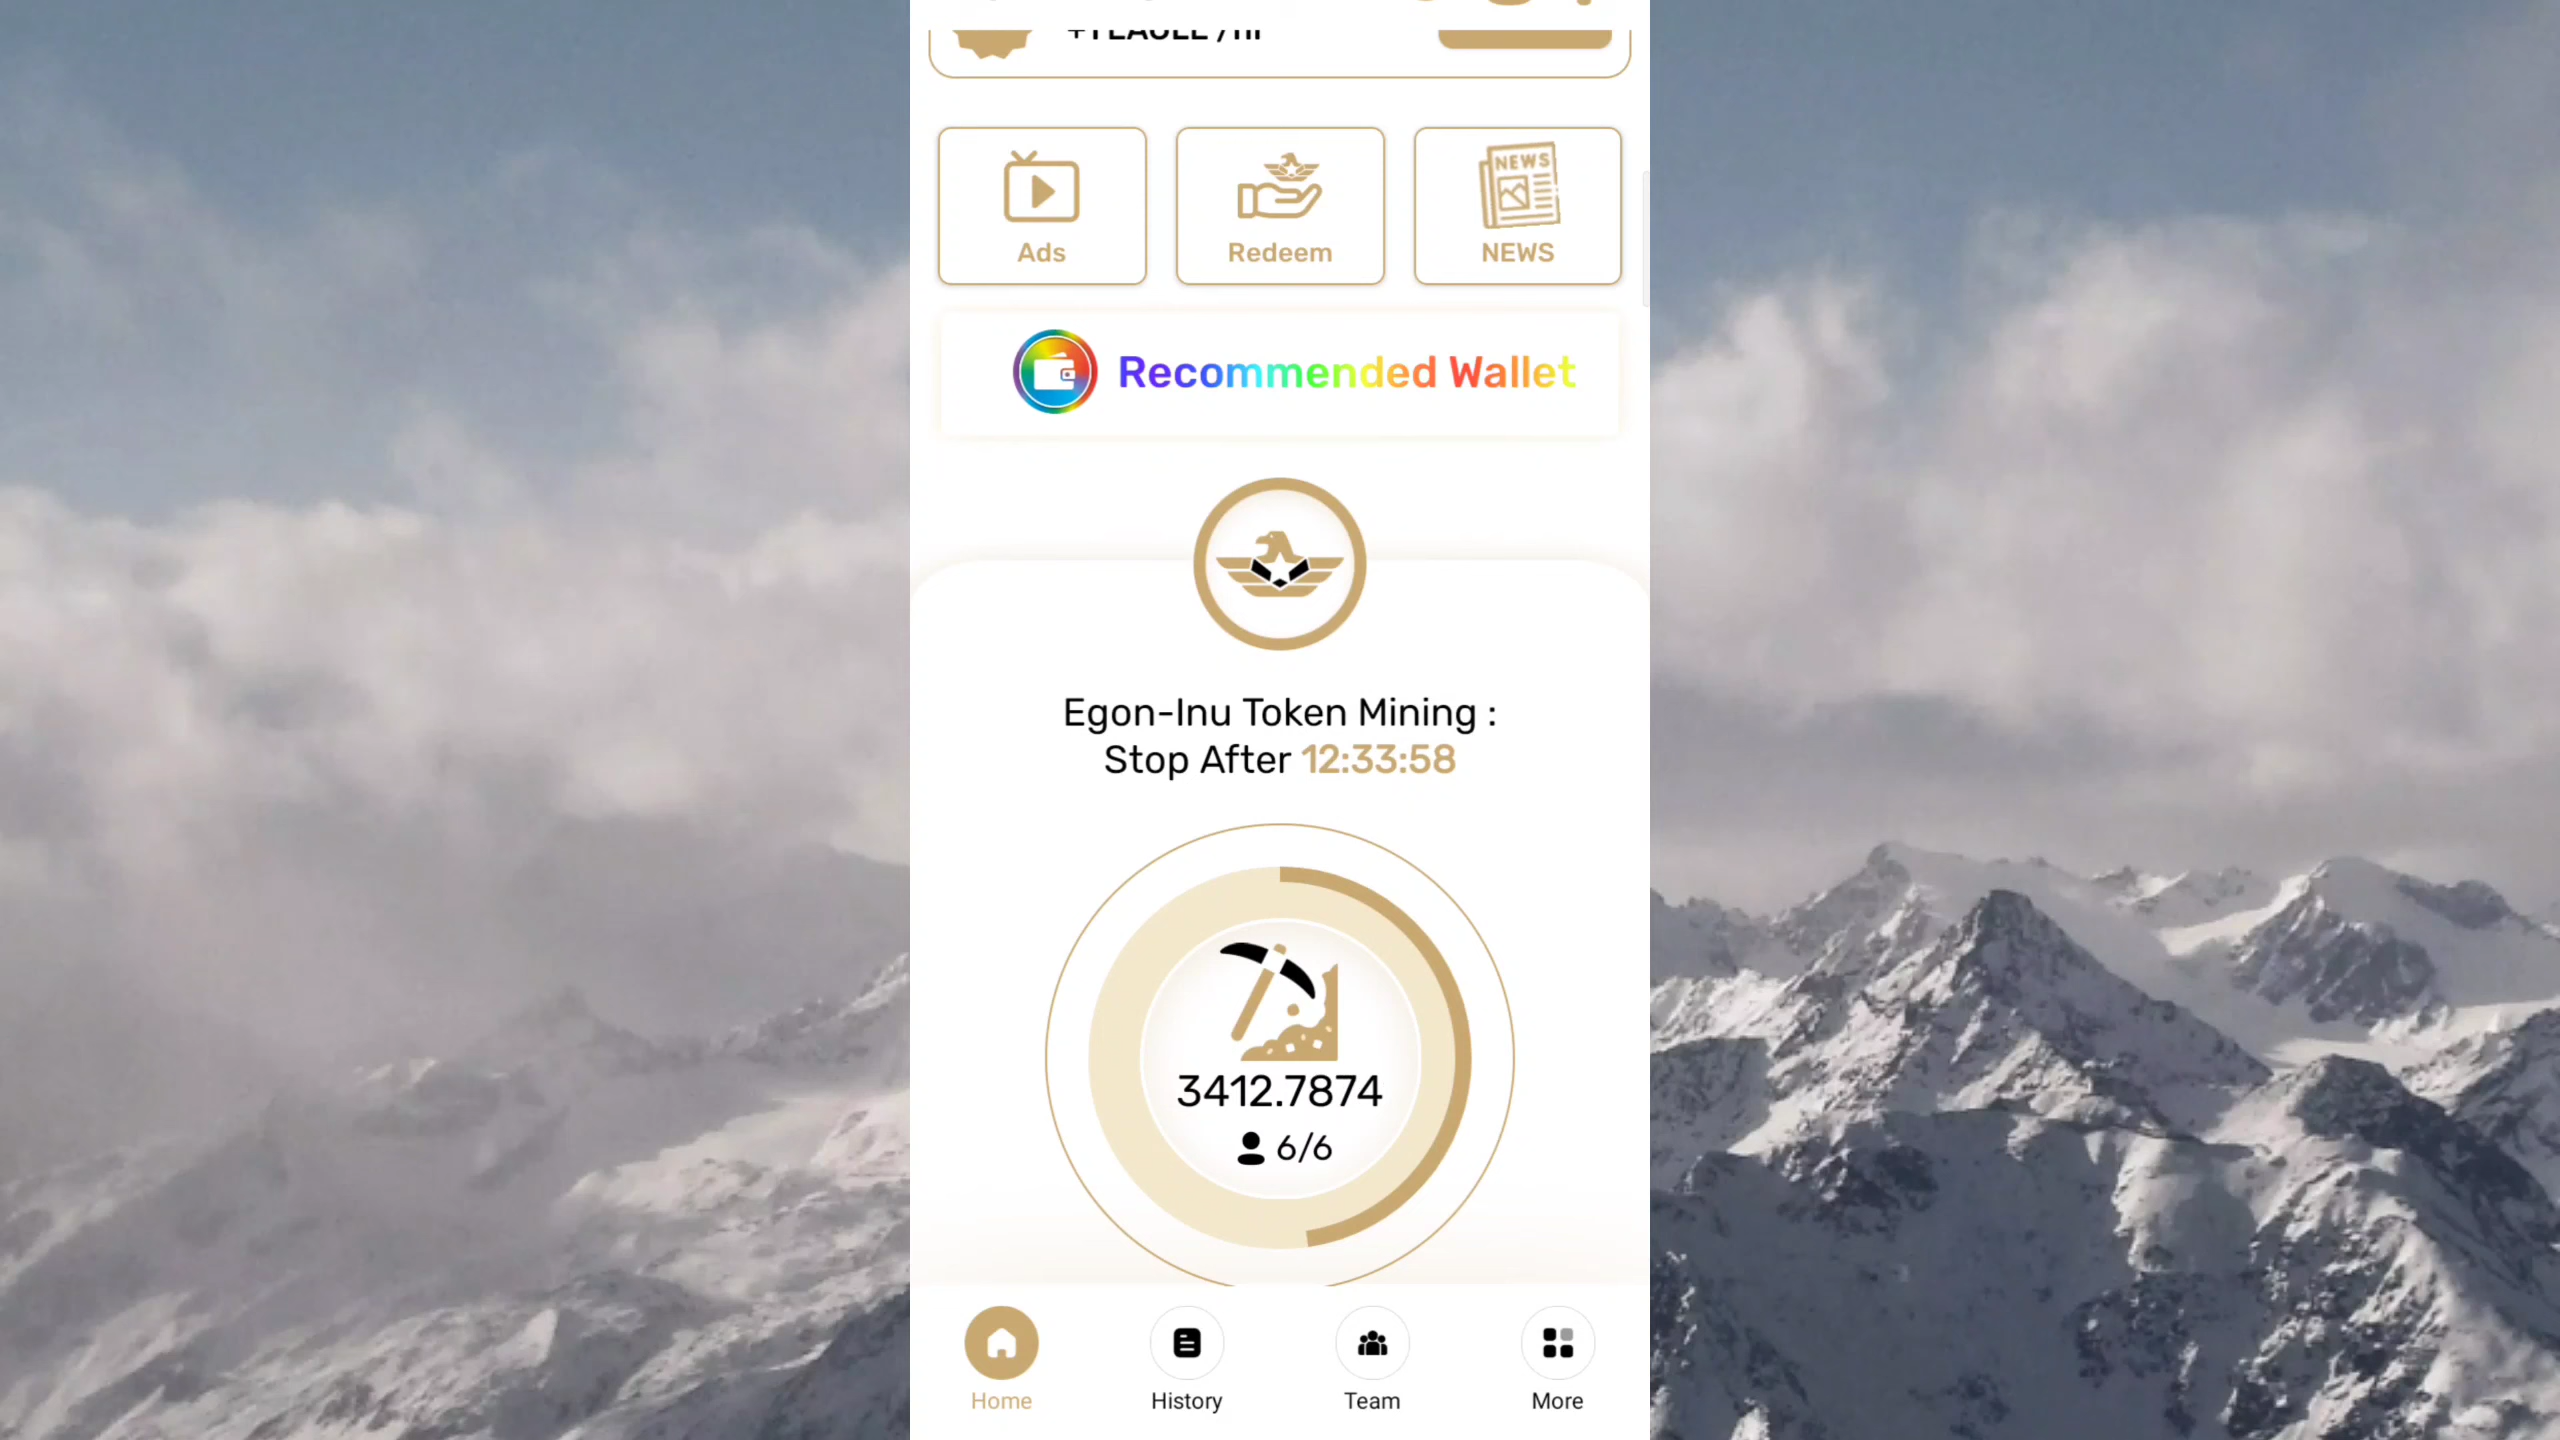 /hr
Ads
Redeem
NEWS
NEWS
Recommended Wallet
Egon-Inu Token Mining :
Stop After 12:33:58
3412.7874
6/6
Home
History
Team
More